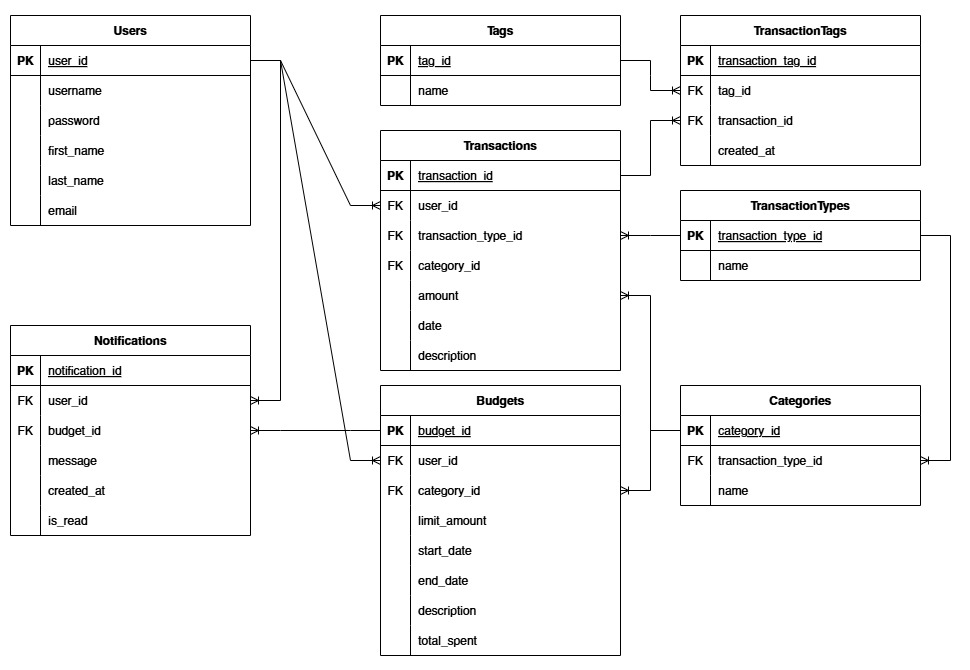 Users
PK user_id
username
password
first_name
last_name
email
Tags
PK tag_id
name
TransactionTags
PK transaction_tag_id
FK tag_id
FK transaction_id
created_at
Transactions
PK transaction_id
FK user_id
FK transaction_type_id
FK category_id
amount
date
description
TransactionTypes
PK transaction_type_id
name
Notifications
PK notification_id
FK user_id
FK budget_id
message
created_at
is_read
Budgets
PK budget_id
FK user_id
FK category_id
limit_amount
start_date
end_date
description
total_spent
Categories
PK category_id
FK transaction_type_id
name